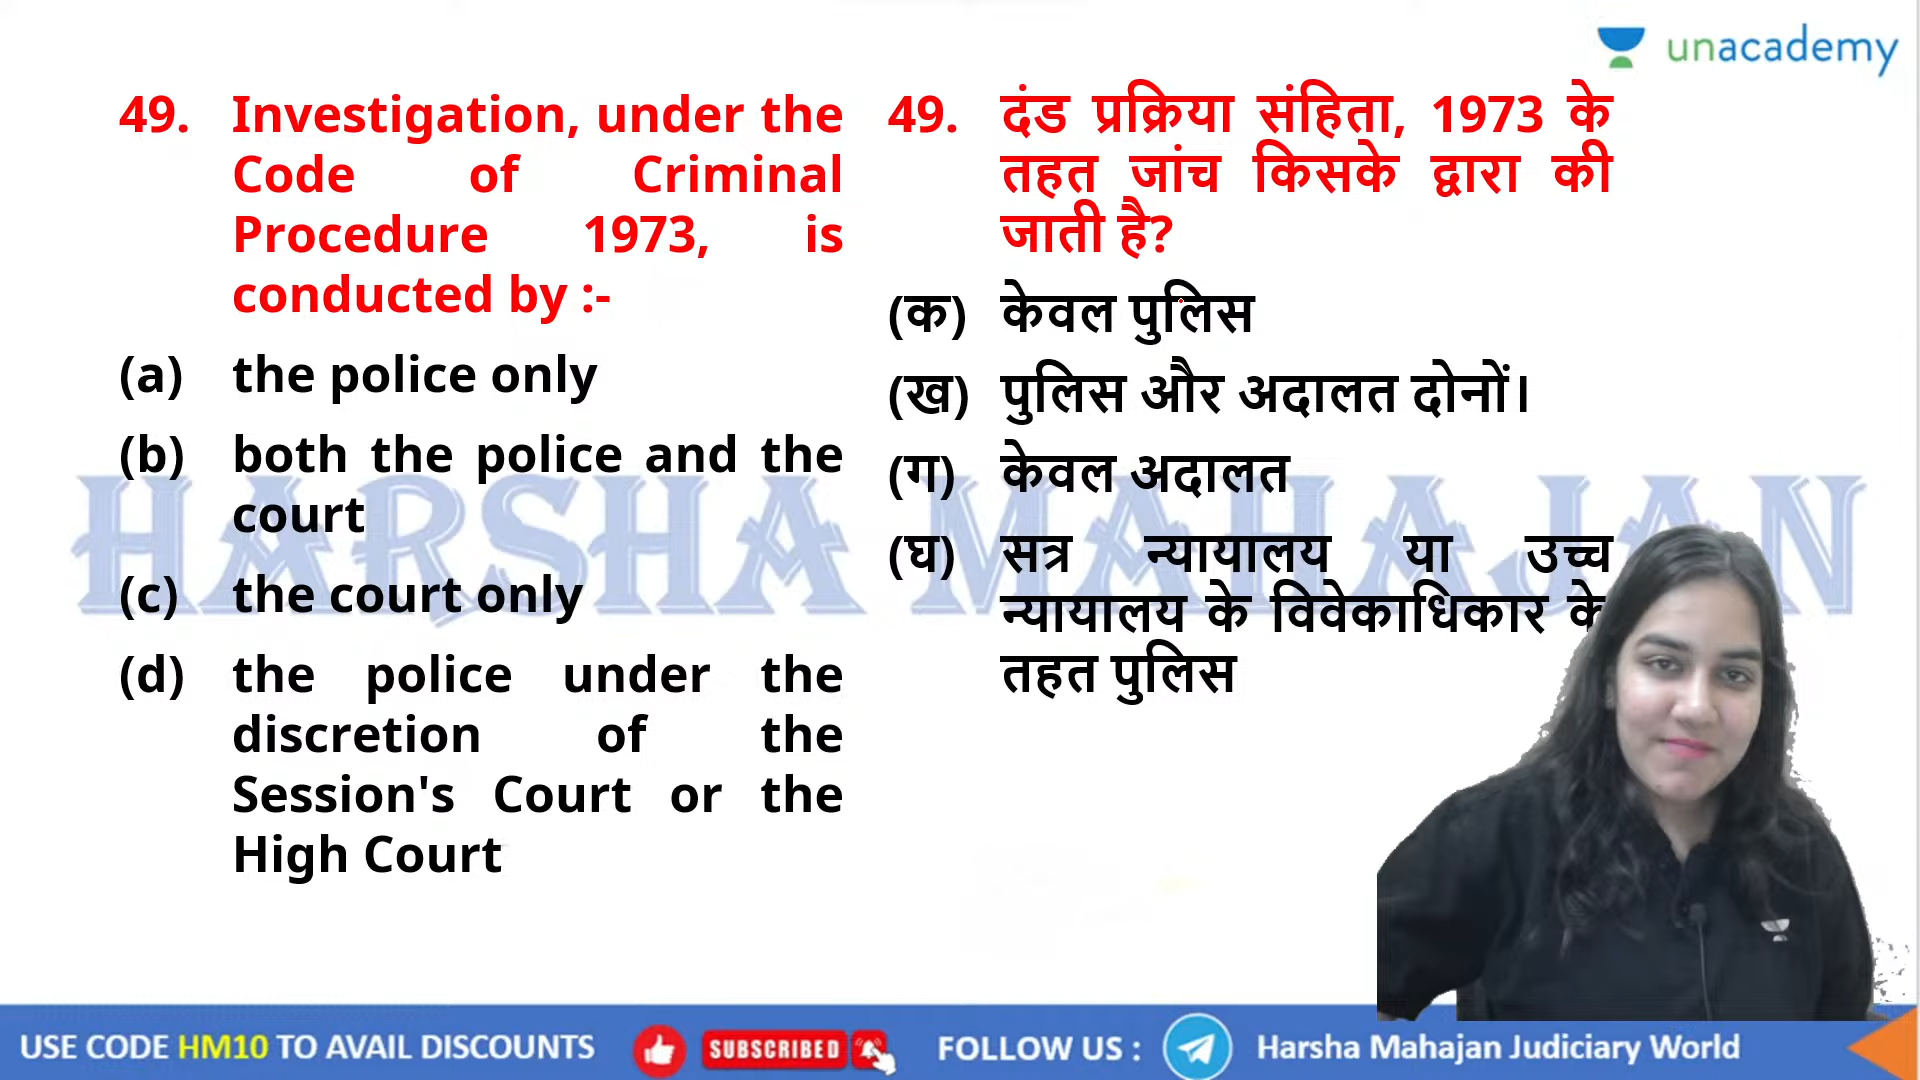 unacademy
49. Investigation, under the
Code of Criminal
Procedure 1973, is
conducted by :-
(a) the police only
(b) both the police and the
court
(c) the court only
(d) the police under the
discretion of the
Session's Court or the
High Court
49. दंड प्रक्रिया संहिता, 1973 के
तहत जांच किसके द्वारा की
जाती है?
(क) केवल पुलिस
(ख) पुलिस और अदालत दोनों।
(ग) केवल अदालत
(घ) सत्र न्यायालय या उच्च
न्यायालय के विवेकाधिकार के
तहत पुलिस
HARSHA MAHAJAN
USE CODE HM10 TO AVAIL DISCOUNTS
SUBSCRIBED
FOLLOW US :
Harsha Mahajan Judiciary World